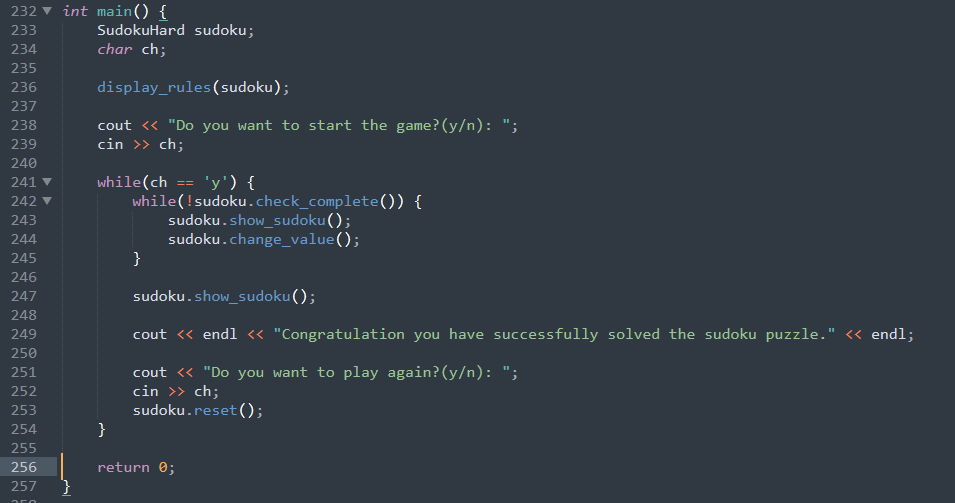 232 int main() {
233     SudokuHard sudoku;
234     char ch;
235
236     display_rules(sudoku);
237
238     cout << "Do you want to start the game?(y/n): ";
239     cin >> ch;
240
241     while(ch == 'y') {
242         while(!sudoku.check_complete()) {
243             sudoku.show_sudoku();
244             sudoku.change_value();
245         }
246
247         sudoku.show_sudoku();
248
249         cout << endl << "Congratulation you have successfully solved the sudoku puzzle." << endl;
250
251         cout << "Do you want to play again?(y/n): ";
252         cin >> ch;
253         sudoku.reset();
254     }
255
256     return 0;
257 }